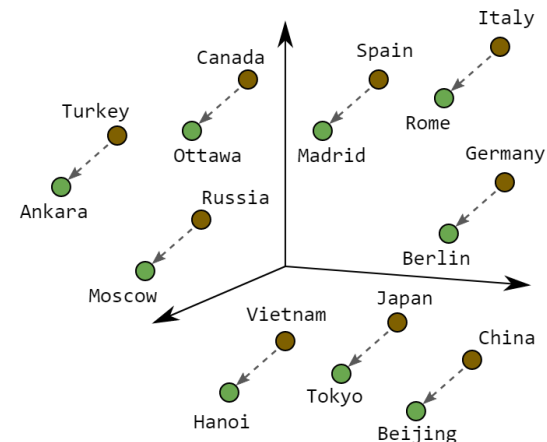 Italy
Canada
Spain
Turkey
Rome
Ottawa
Madrid
Germany
Ankara
Russia
Berlin
Moscow
Japan
Vietnam
China
Tokyo
Hanoi
Beijing